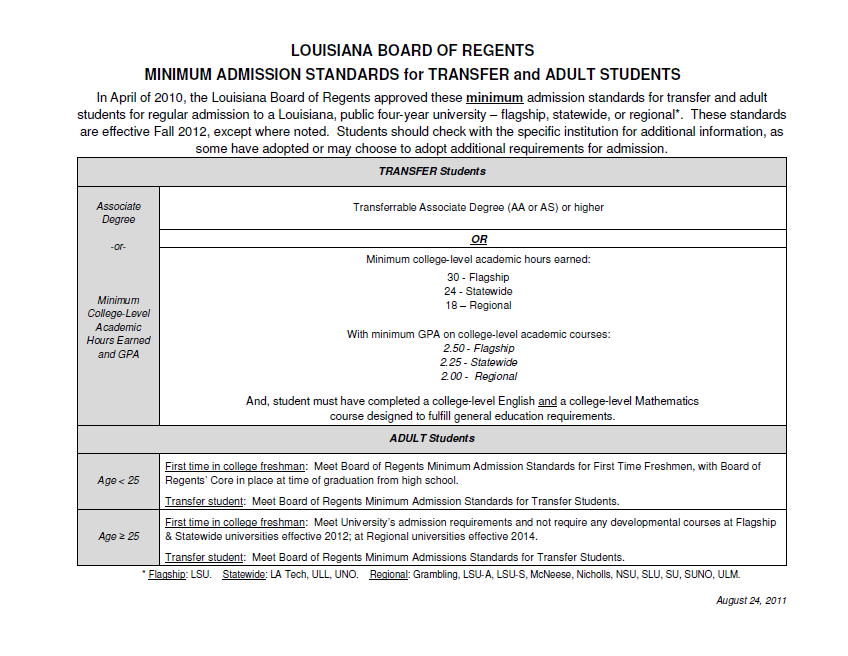 LOUISIANA BOARD OF REGENTS
MINIMUM ADMISSION STANDARDS for TRANSFER and ADULT STUDENTS
In April of 2010, the Louisiana Board of Regents approved these minimum admission standards for transfer and adult
students for regular admission to a Louisiana, public four-year university – flagship, statewide, or regional*. These standards
are effective Fall 2012, except where noted. Students should check with the specific institution for additional information, as
some have adopted or may choose to adopt additional requirements for admission.
TRANSFER Students
Associate
Degree
-or-
Minimum
College-Level
Academic
Hours Earned
and GPA
Transferrable Associate Degree (AA or AS) or higher
OR
Minimum college-level academic hours earned:
30 - Flagship
24 - Statewide
18 – Regional
With minimum GPA on college-level academic courses:
2.50 - Flagship
2.25 - Statewide
2.00 - Regional
And, student must have completed a college-level English and a college-level Mathematics
course designed to fulfill general education requirements.
ADULT Students
Age < 25
First time in college freshman: Meet Board of Regents Minimum Admission Standards for First Time Freshmen, with Board of
Regents' Core in place at time of graduation from high school.
Transfer student: Meet Board of Regents Minimum Admission Standards for Transfer Students.
Age ≥ 25
First time in college freshman: Meet University's admission requirements and not require any developmental courses at Flagship
& Statewide universities effective 2012; at Regional universities effective 2014.
Transfer student: Meet Board of Regents Minimum Admissions Standards for Transfer Students.
* Flagship: LSU. Statewide: LA Tech, ULL, UNO. Regional: Grambling, LSU-A, LSU-S, McNeese, Nicholls, NSU, SLU, SU, SUNO, ULM.
August 24, 2011